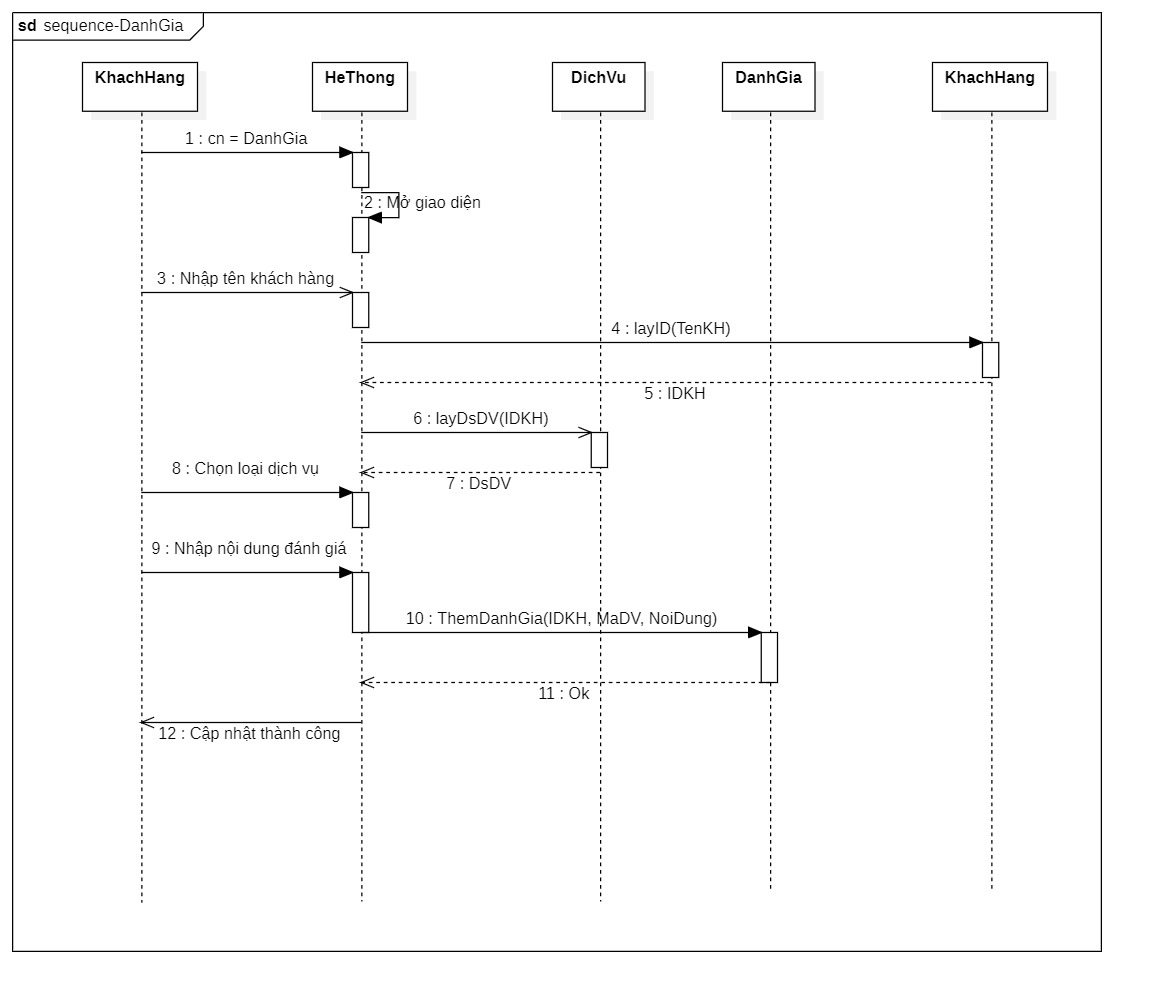 sd sequence-DanhGia
KhachHang
HeThong
DichVu
DanhGia
KhachHang
1 : cn = DanhGia
2 : Mở giao diện
3 : Nhập tên khách hàng
4 : layID(TenKH)
5 : IDKH
6 : layDsDV(IDKH)
8 : Chọn loại dịch vụ
7 : DsDV
9 : Nhập nội dung đánh giá
10 : ThemDanhGia(IDKH, MaDV, NoiDung)
11 : Ok
12 : Cập nhật thành công